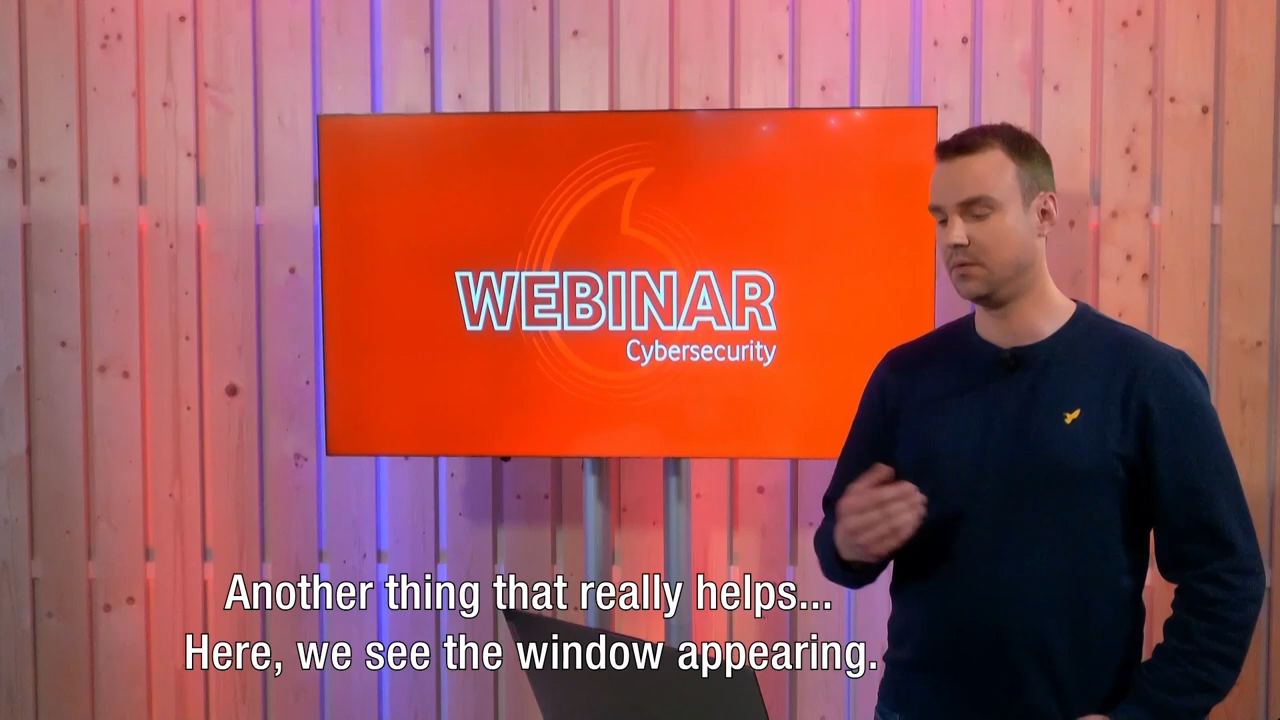 WEBINAR
Cybersecurity
Another thing that really helps...
Here, we see the window appearing.